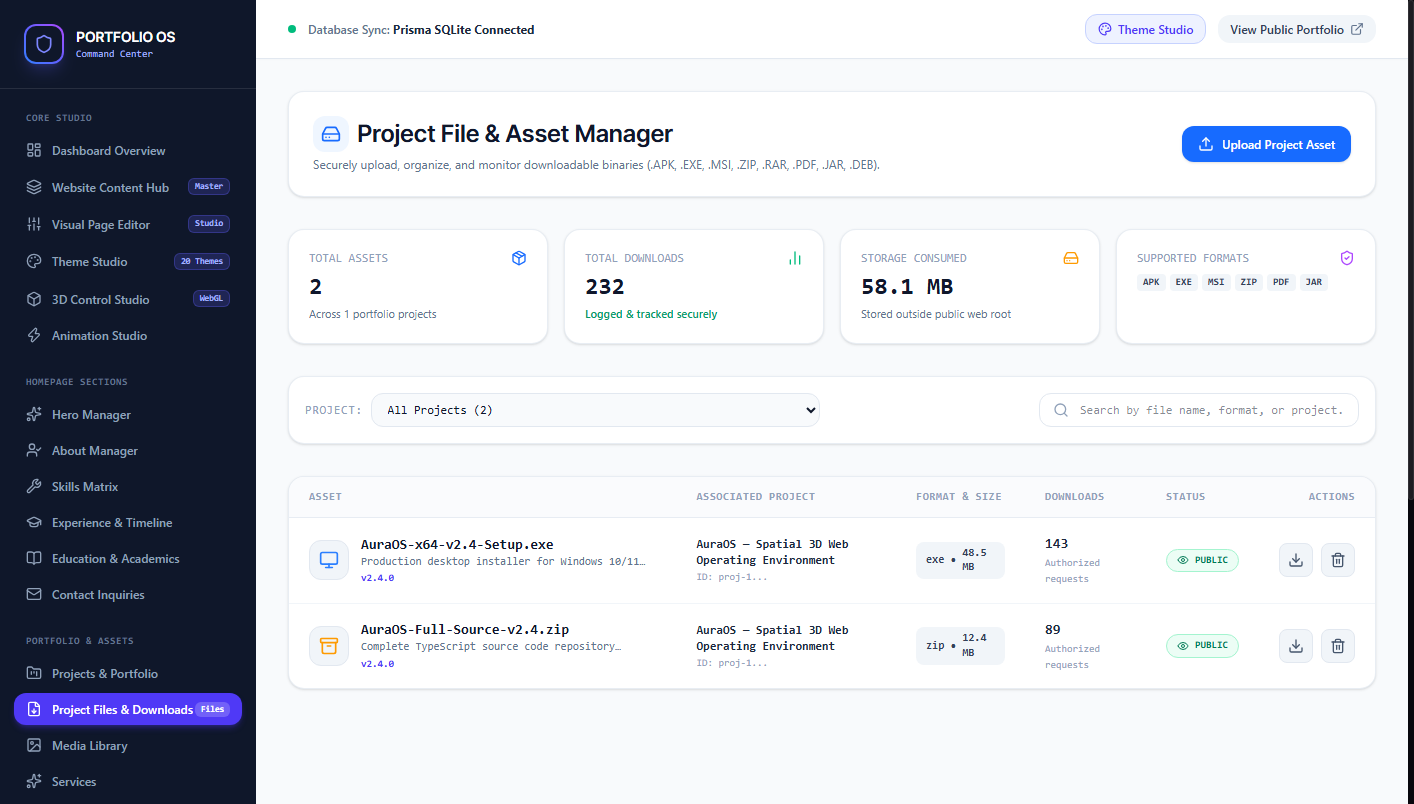 PORTFOLIO OS
Command Center
CORE STUDIO
Dashboard Overview
Website Content Hub Master
Visual Page Editor Studio
Theme Studio 20 Themes
3D Control Studio WebGL
Animation Studio
HOMEPAGE SECTIONS
Hero Manager
About Manager
Skills Matrix
Experience & Timeline
Education & Academics
Contact Inquiries
PORTFOLIO & ASSETS
Projects & Portfolio
Project Files & Downloads Files
Media Library
Services
Database Sync: Prisma SQLite Connected
Theme Studio
View Public Portfolio
Project File & Asset Manager
Securely upload, organize, and monitor downloadable binaries (.APK, .EXE, .MSI, .ZIP, .RAR, .PDF, .JAR, .DEB).
Upload Project Asset
TOTAL ASSETS
2
Across 1 portfolio projects
TOTAL DOWNLOADS
232
Logged & tracked securely
STORAGE CONSUMED
58.1 MB
Stored outside public web root
SUPPORTED FORMATS
APK EXE MSI ZIP PDF JAR
PROJECT: All Projects (2)
Search by file name, format, or project.
ASSET ASSOCIATED PROJECT FORMAT & SIZE DOWNLOADS STATUS ACTIONS
AuraOS-x64-v2.4-Setup.exe
Production desktop installer for Windows 10/11…
v2.4.0
AuraOS — Spatial 3D Web
Operating Environment
ID: proj-1...
exe • 48.5
MB
143
Authorized
requests
PUBLIC
AuraOS-Full-Source-v2.4.zip
Complete TypeScript source code repository…
v2.4.0
AuraOS — Spatial 3D Web
Operating Environment
ID: proj-1...
zip • 12.4
MB
89
Authorized
requests
PUBLIC